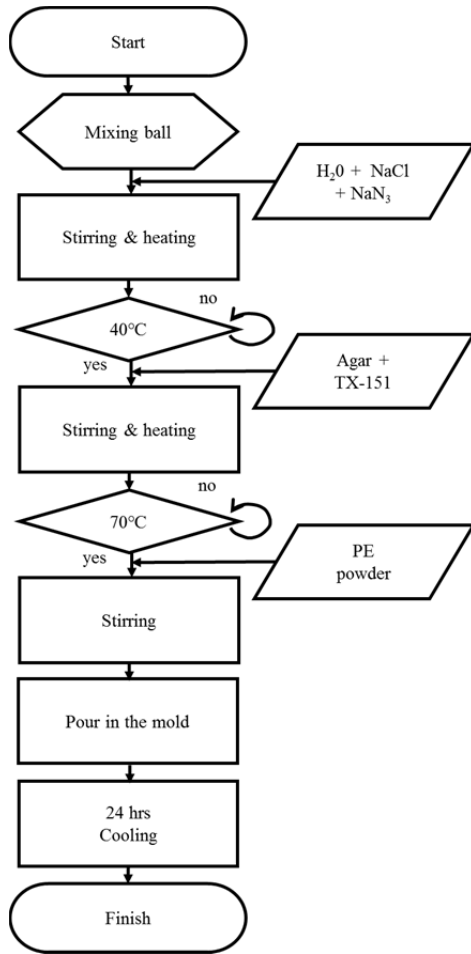 Start
Mixing ball
H₂0 + NaCl
+ NaN₃
Stirring & heating
no
40℃
yes
Agar +
TX-151
Stirring & heating
no
70℃
yes
PE
powder
Stirring
Pour in the mold
24 hrs
Cooling
Finish